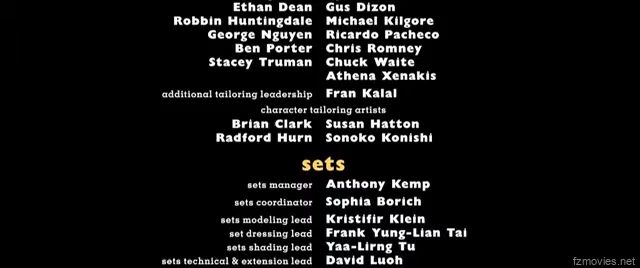 Ethan Dean Gus Dizon
Robbin Huntingdale Michael Kilgore
George Nguyen Ricardo Pacheco
Ben Porter Chris Romney
Stacey Truman Chuck Waite
Athena Xenakis
additional tailoring leadership Fran Kalal
character tailoring artists
Brian Clark Susan Hatton
Radford Hurn Sonoko Konishi
sets
sets manager Anthony Kemp
sets coordinator Sophia Borich
sets modeling lead Kristifir Klein
set dressing lead Frank Yung-Lian Tai
sets shading lead Yaa-Lirng Tu
sets technical & extension lead David Luoh
fzmovies.net